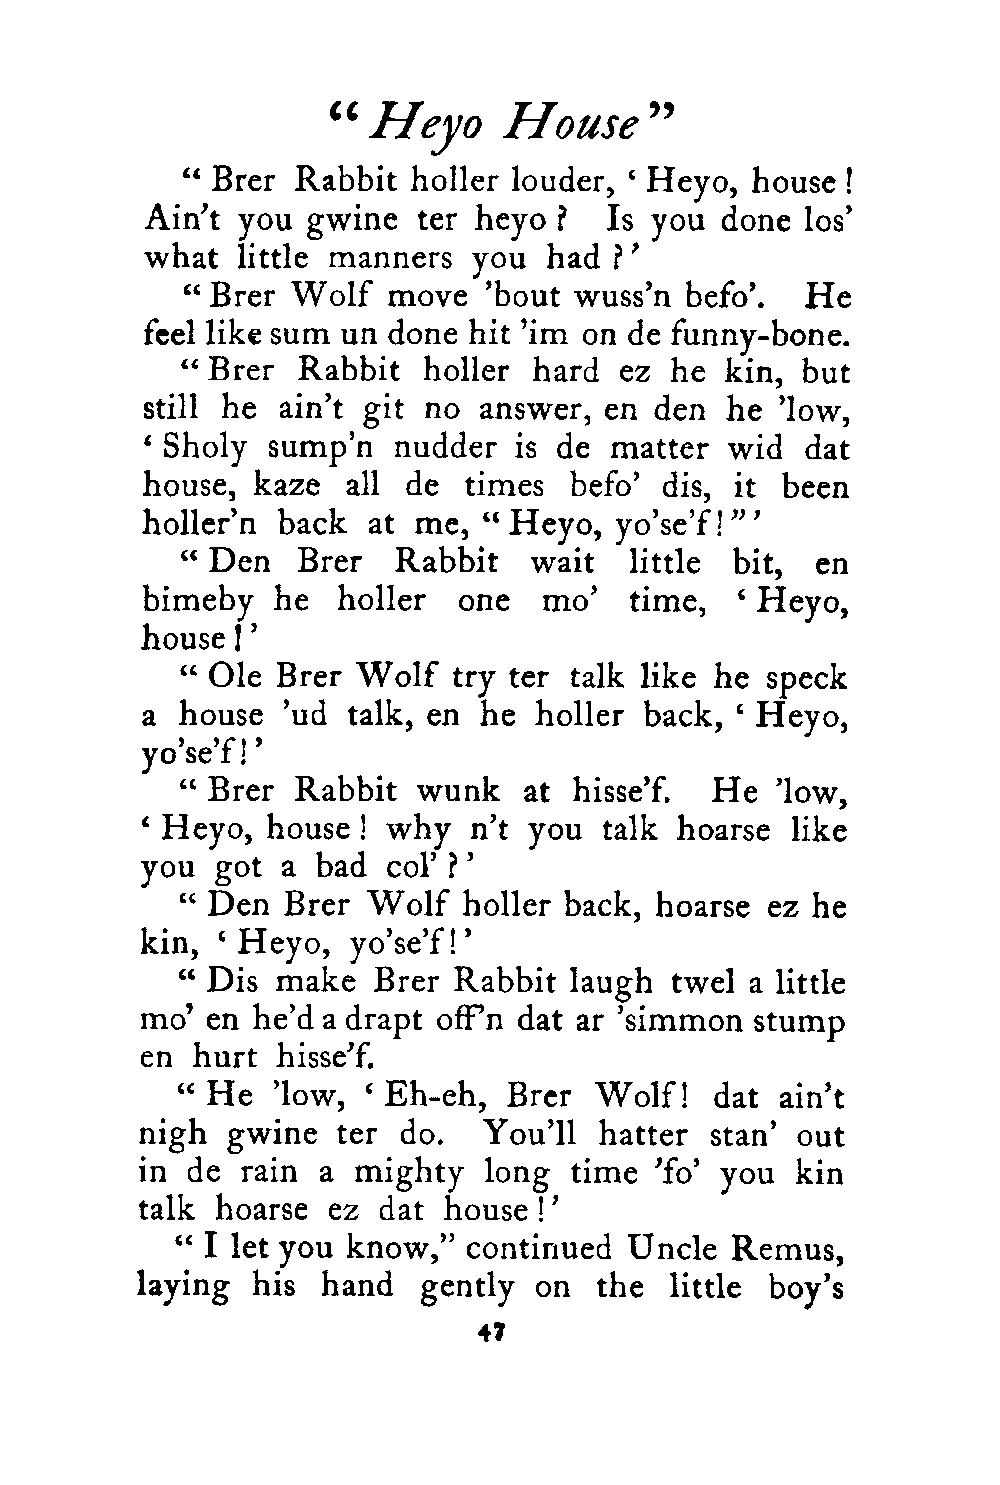 “ Heyo House ”
“ Brer Rabbit holler louder, ‘ Heyo, house !
Ain’t you gwine ter heyo ? Is you done los’
what little manners you had ?’
“ Brer Wolf move ’bout wuss’n befo’. He
feel like sum un done hit ’im on de funny-bone.
“ Brer Rabbit holler hard ez he kin, but
still he ain’t git no answer, en den he ’low,
‘ Sholy sump’n nudder is de matter wid dat
house, kaze all de times befo’ dis, it been
holler’n back at me, “ Heyo, yo’se’f ! ” ’
“ Den Brer Rabbit wait little bit, en
bimeby he holler one mo’ time, ‘ Heyo,
house ! ’
“ Ole Brer Wolf try ter talk like he speck
a house ’ud talk, en he holler back, ‘ Heyo,
yo’se’f ! ’
“ Brer Rabbit wunk at hisse’f. He ’low,
‘ Heyo, house ! why n’t you talk hoarse like
you got a bad col’ ? ’
“ Den Brer Wolf holler back, hoarse ez he
kin, ‘ Heyo, yo’se’f ! ’
“ Dis make Brer Rabbit laugh twel a little
mo’ en he’d a drapt off’n dat ar ’simmon stump
en hurt hisse’f.
“ He ’low, ‘ Eh-eh, Brer Wolf ! dat ain’t
nigh gwine ter do. You’ll hatter stan’ out
in de rain a mighty long time ’fo’ you kin
talk hoarse ez dat house ! ’
“ I let you know,” continued Uncle Remus,
laying his hand gently on the little boy’s
47